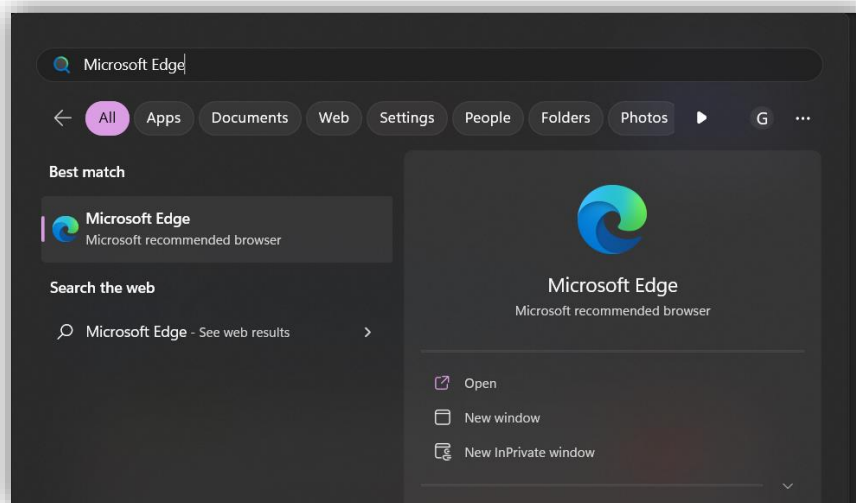 Microsoft Edge
All Apps Documents Web Settings People Folders Photos G ...
Best match
Microsoft Edge
Microsoft recommended browser
Search the web
Microsoft Edge - See web results
Microsoft Edge
Microsoft recommended browser
Open
New window
New InPrivate window